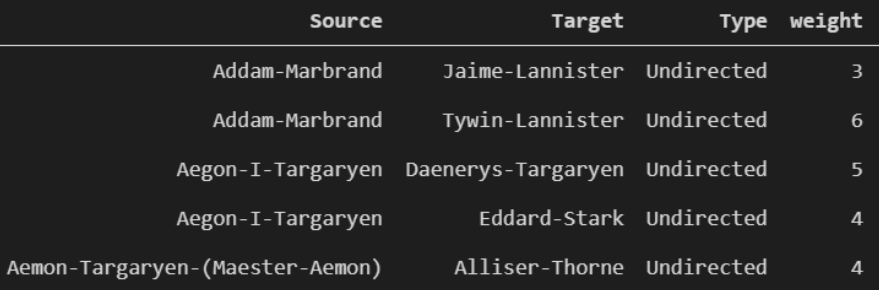 Source Target Type weight
Addam-Marbrand Jaime-Lannister Undirected 3
Addam-Marbrand Tywin-Lannister Undirected 6
Aegon-I-Targaryen Daenerys-Targaryen Undirected 5
Aegon-I-Targaryen Eddard-Stark Undirected 4
Aemon-Targaryen-(Maester-Aemon) Alliser-Thorne Undirected 4